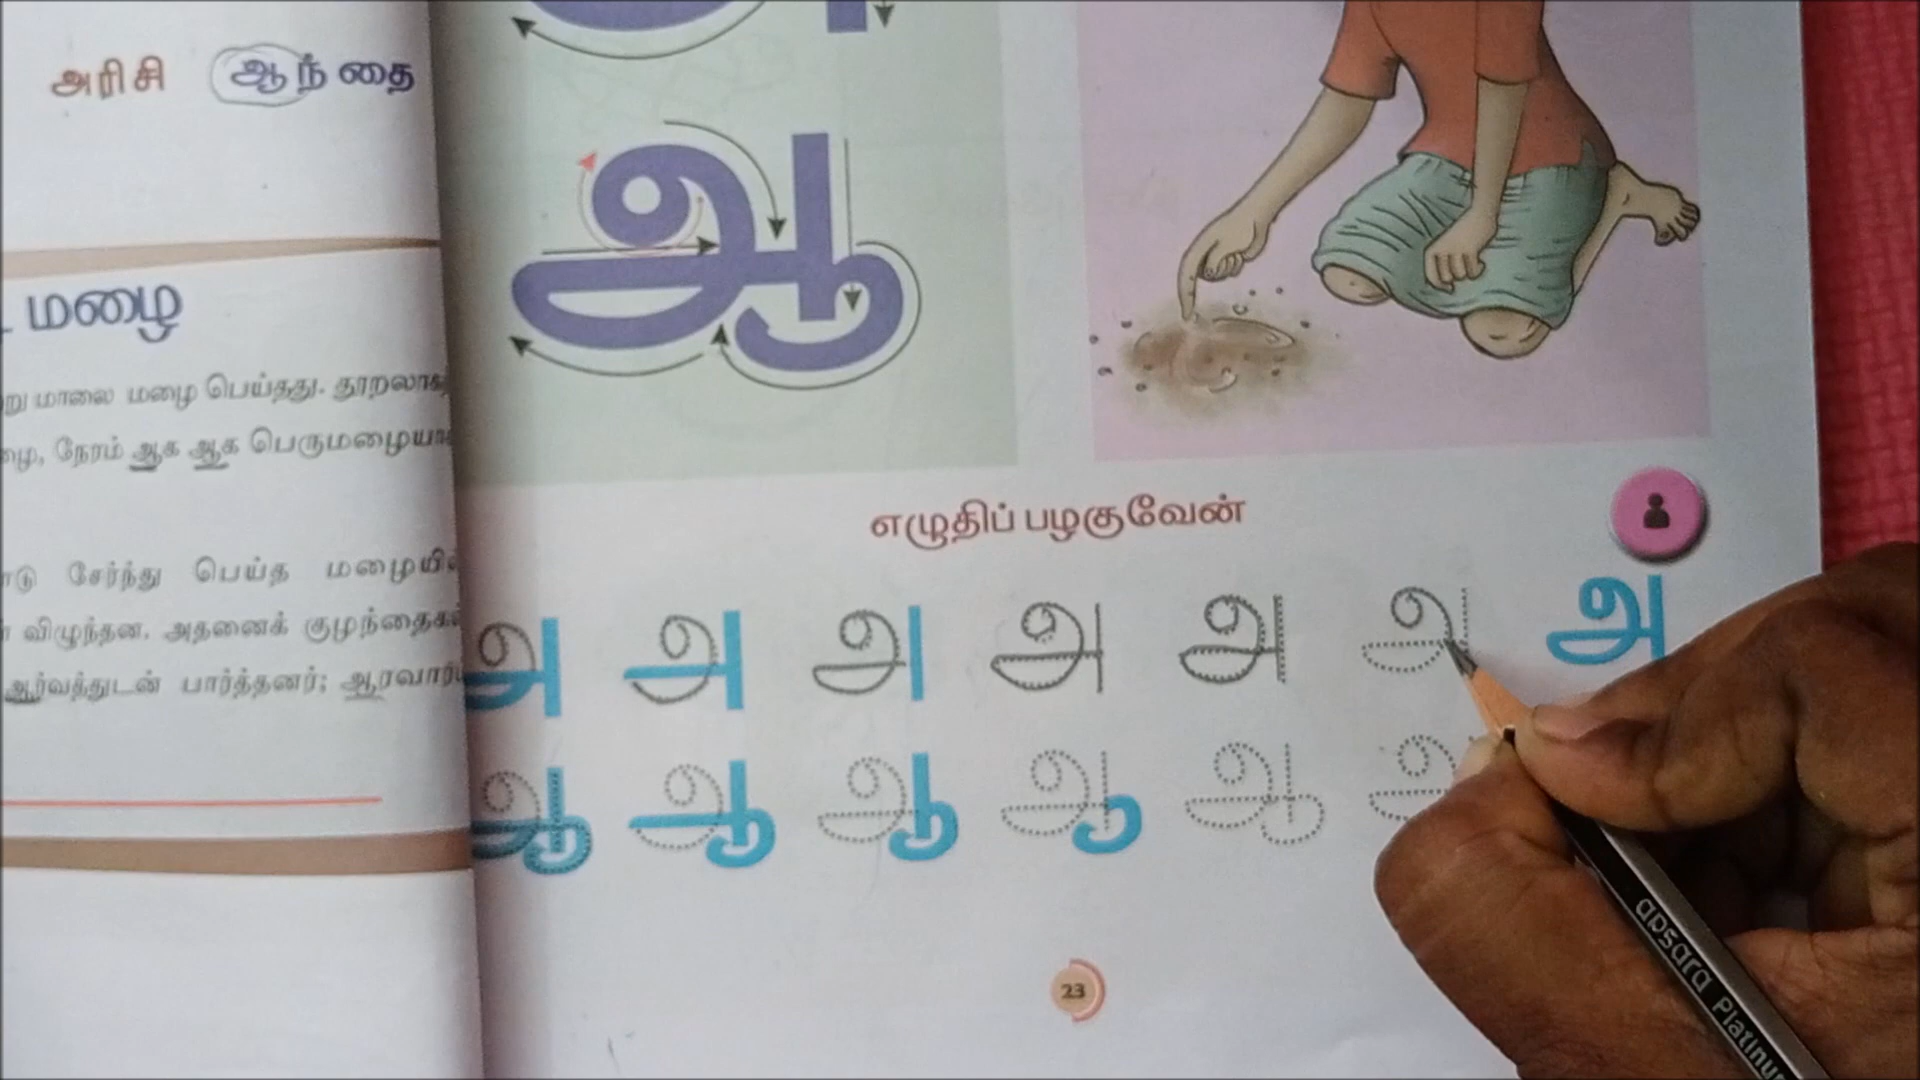 அரிசி ஆந்தை
மழை
மாலை மழை பெய்தது. தூறலாக
நேரம் ஆக ஆக பெருமழையாக
சேர்ந்து பெய்த மழையில்
விழுந்தன. அதனைக் குழந்தைகள்
ஆர்வத்துடன் பார்த்தனர்; ஆரவார
ஆ
எழுதிப் பழகுவேன்
அ அ அ அ அ அ அ
ஆ ஆ ஆ ஆ ஆ
23
apsara Platinum